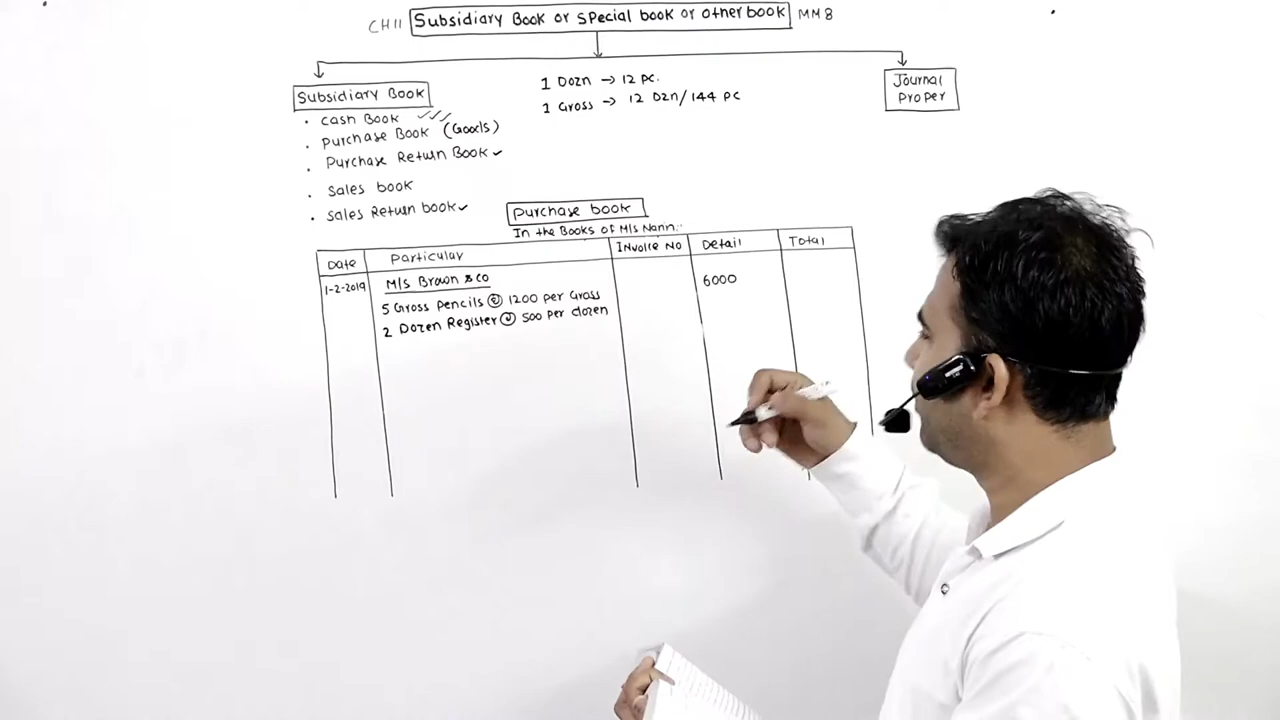 CH11 Subsidiary Book or special book or other book MM8
Subsidiary Book
Journal Proper
1 Dozn → 12 pc.
1 Gross → 12 Dzn/144 pc
. Cash Book
. Purchase Book (Goods)
. Purchase Return Book
. Sales book
. Sales Return book
Purchase book
In the Books of M/s Nann.
Date Particular Invoice No Detail Total
1-2-2019 M/s Brown & co 6000
5 Gross Pencils @ 1200 per Gross
2 Dozen Register @ 500 per dozen